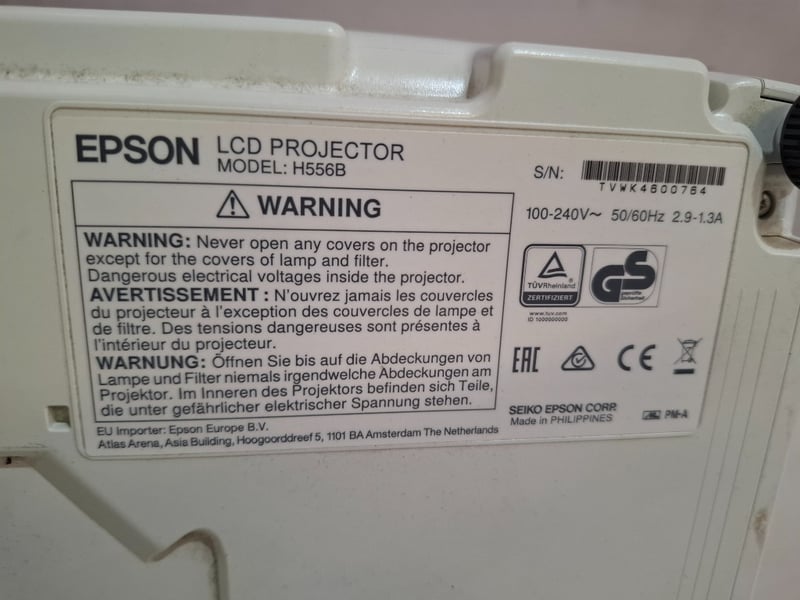 EPSON LCD PROJECTOR
MODEL: H556B
WARNING
WARNING: Never open any covers on the projector
except for the covers of lamp and filter.
Dangerous electrical voltages inside the projector.
AVERTISSEMENT : N'ouvrez jamais les couvercles
du projecteur à l'exception des couvercles de lampe et
de filtre. Des tensions dangereuses sont présentes à
l'intérieur du projecteur.
WARNUNG: Öffnen Sie bis auf die Abdeckungen von
Lampe und Filter niemals irgendwelche Abdeckungen am
Projektor. Im Inneren des Projektors befinden sich Teile,
die unter gefährlicher elektrischer Spannung stehen.
EU Importer: Epson Europe B.V.
Atlas Arena, Asia Building, Hoogoorddreef 5, 1101 BA Amsterdam The Netherlands
S/N:
TVWK4600764
100-240V~ 50/60Hz 2.9-1.3A
TÜVRheinland
ZERTIFIZIERT
www.tuv.com
ID 1000000000
GS
geprüfte
Sicherheit
EAC CE
SEIKO EPSON CORP.
Made in PHILIPPINES
PM-A